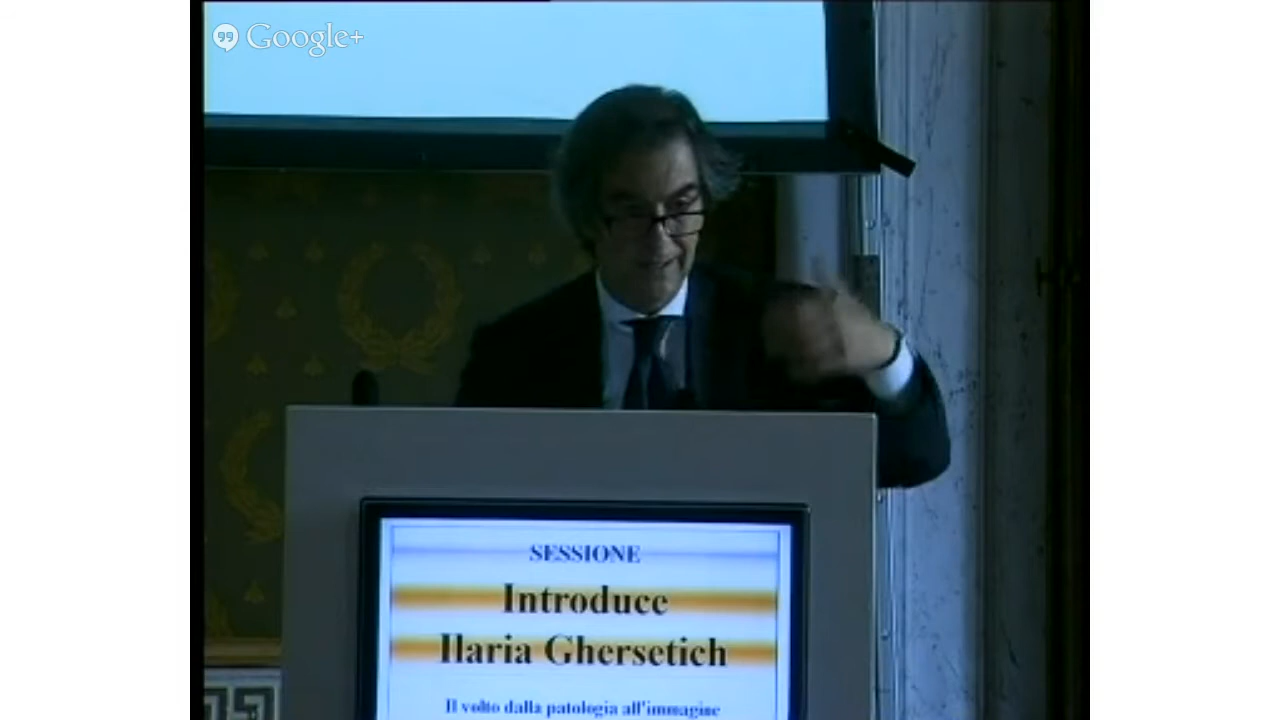 Google+
SESSIONE
Introduce
Ilaria Ghersetich
Il volto dalla patologia all'immagine